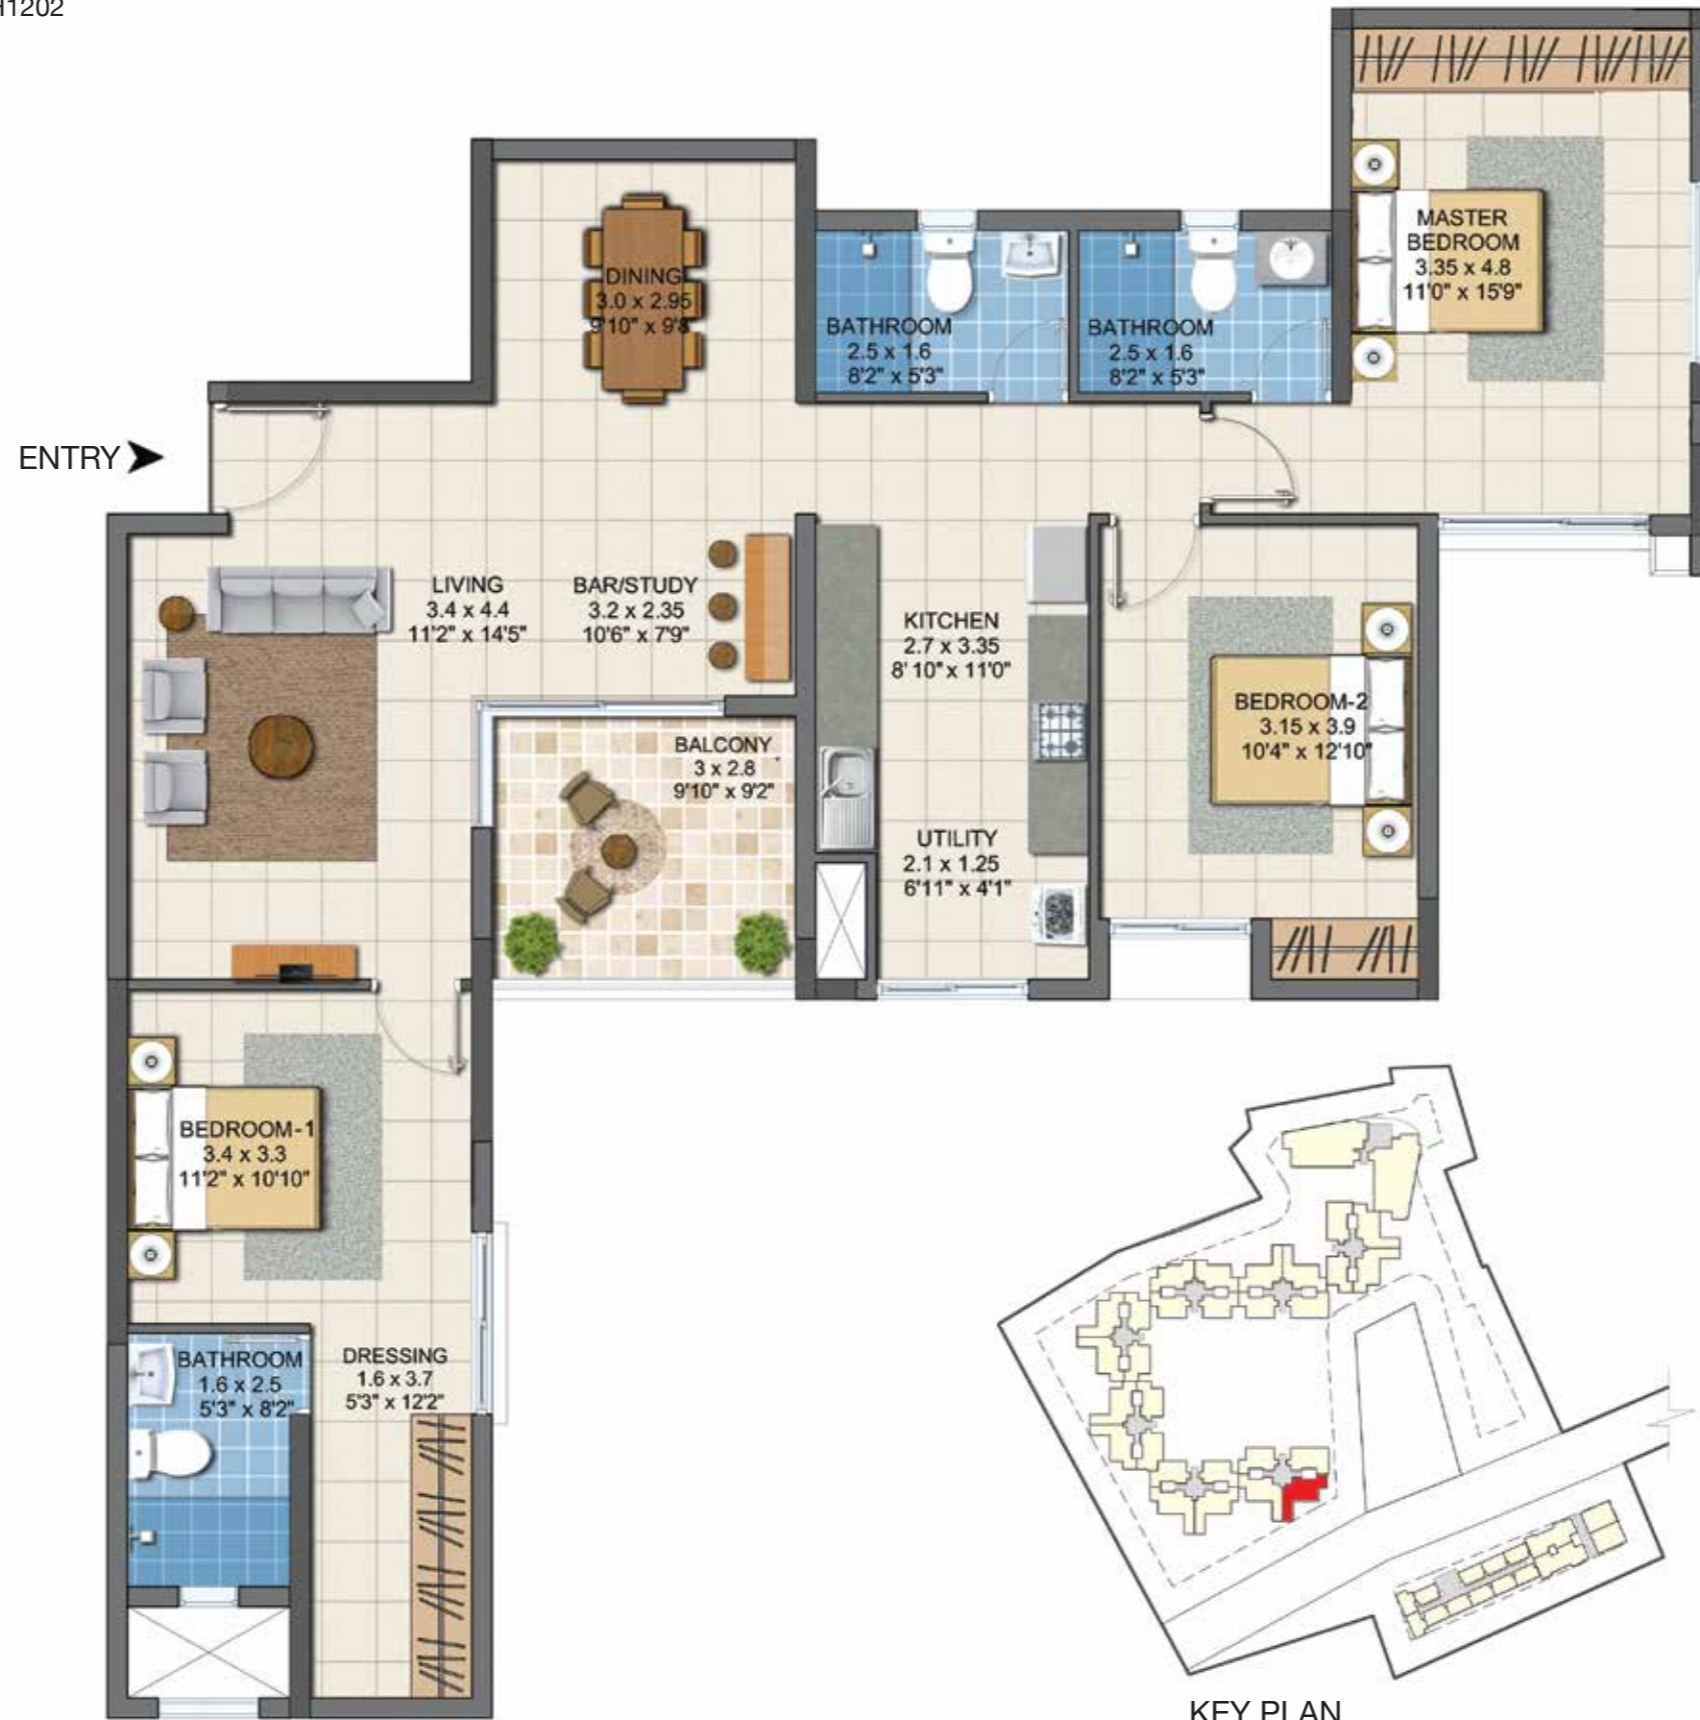 H1202
MASTER
BEDROOM
3.35 x 4.8
11'0" x 15'9"
DINING
3.0 x 2.95
9'10" x 9'8
BATHROOM
2.5 x 1.6
8'2" x 5'3"
BATHROOM
2.5 x 1.6
8'2" x 5'3"
ENTRY
LIVING
3.4 x 4.4
11'2" x 14'5"
BAR/STUDY
3.2 x 2.35
10'6" x 7'9"
KITCHEN
2.7 x 3.35
8' 10" x 11'0"
BEDROOM-2
3.15 x 3.9
10'4" x 12'10"
BALCONY
3 x 2.8
9'10" x 9'2"
UTILITY
2.1 x 1.25
6'11" x 4'1"
BEDROOM-1
3.4 x 3.3
11'2" x 10'10"
BATHROOM
1.6 x 2.5
5'3" x 8'2"
DRESSING
1.6 x 3.7
5'3" x 12'2"
KEY PLAN